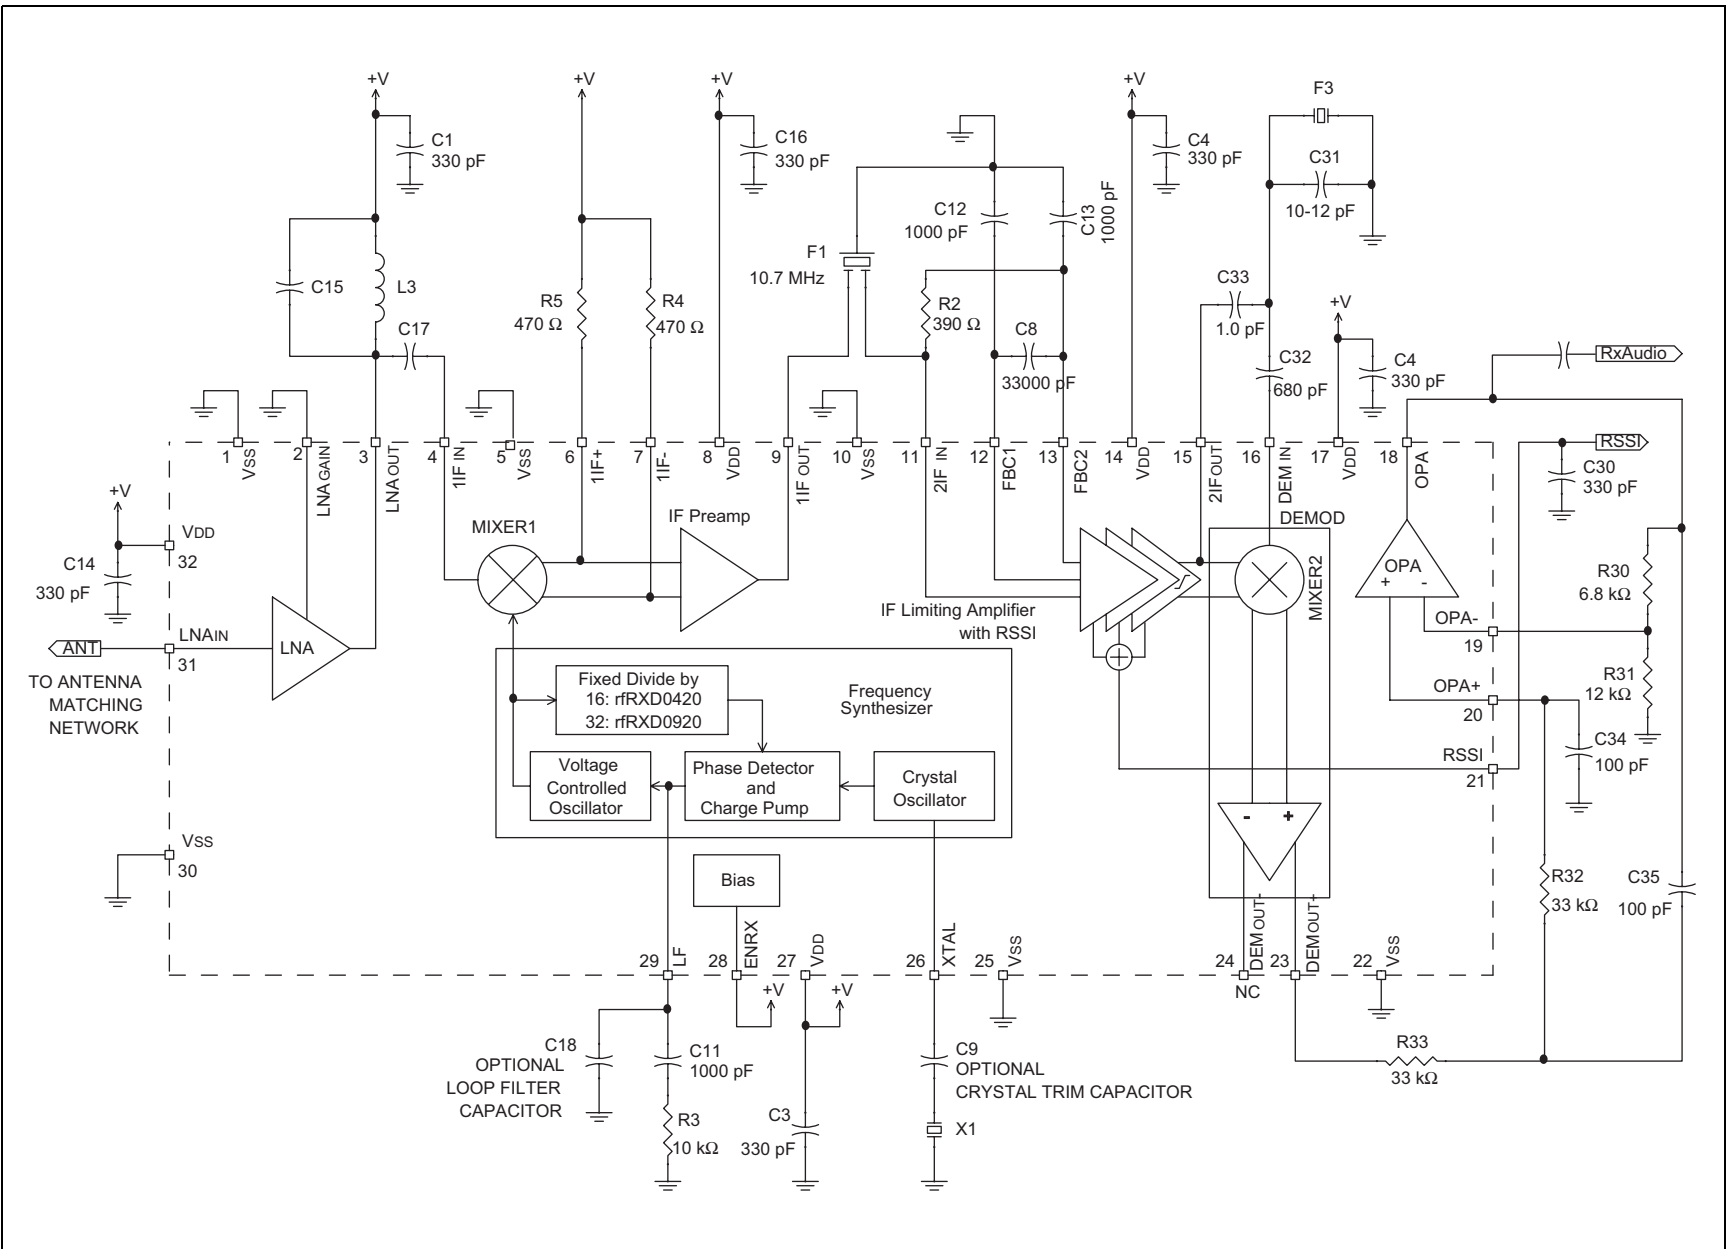 +V
+V
+V
+V
F3
C1
330 pF
C16
330 pF
C4
330 pF
C31
10-12 pF
C12
1000 pF
C13
1000 pF
F1
10.7 MHz
C15
L3
R5
470 Ω
R4
470 Ω
R2
390 Ω
C33
1.0 pF
C17
C8
33000 pF
C32
680 pF
+V
C4
330 pF
RxAudio
RSSI
C30
330 pF
1
VSS
2
LNAGAIN
3
LNAOUT
4
1IF IN
5
VSS
6
1IF+
7
1IF-
8
VDD
9
1IF OUT
10
VSS
11
2IF IN
12
FBC1
13
FBC2
14
VDD
15
2IF OUT
16
DEM IN
17
VDD
18
OPA
+V
VDD
32
C14
330 pF
MIXER1
IF Preamp
DEMOD
MIXER2
OPA
+ -
R30
6.8 kΩ
IF Limiting Amplifier
with RSSI
OPA-
19
ANT
LNAIN
31
LNA
TO ANTENNA
MATCHING
NETWORK
Fixed Divide by
16: rfRXD0420
32: rfRXD0920
Frequency
Synthesizer
R31
12 kΩ
OPA+
20
C34
100 pF
RSSI
21
Voltage
Controlled
Oscillator
Phase Detector
and
Charge Pump
Crystal
Oscillator
- +
VSS
30
Bias
R32
33 kΩ
C35
100 pF
29
LF
28
ENRX
27
VDD
26
XTAL
25
VSS
24
DEMOUT-
23
DEMOUT+
22
VSS
NC
+V
+V
C18
OPTIONAL
LOOP FILTER
CAPACITOR
C11
1000 pF
C9
OPTIONAL
CRYSTAL TRIM CAPACITOR
R33
33 kΩ
R3
10 kΩ
C3
330 pF
X1